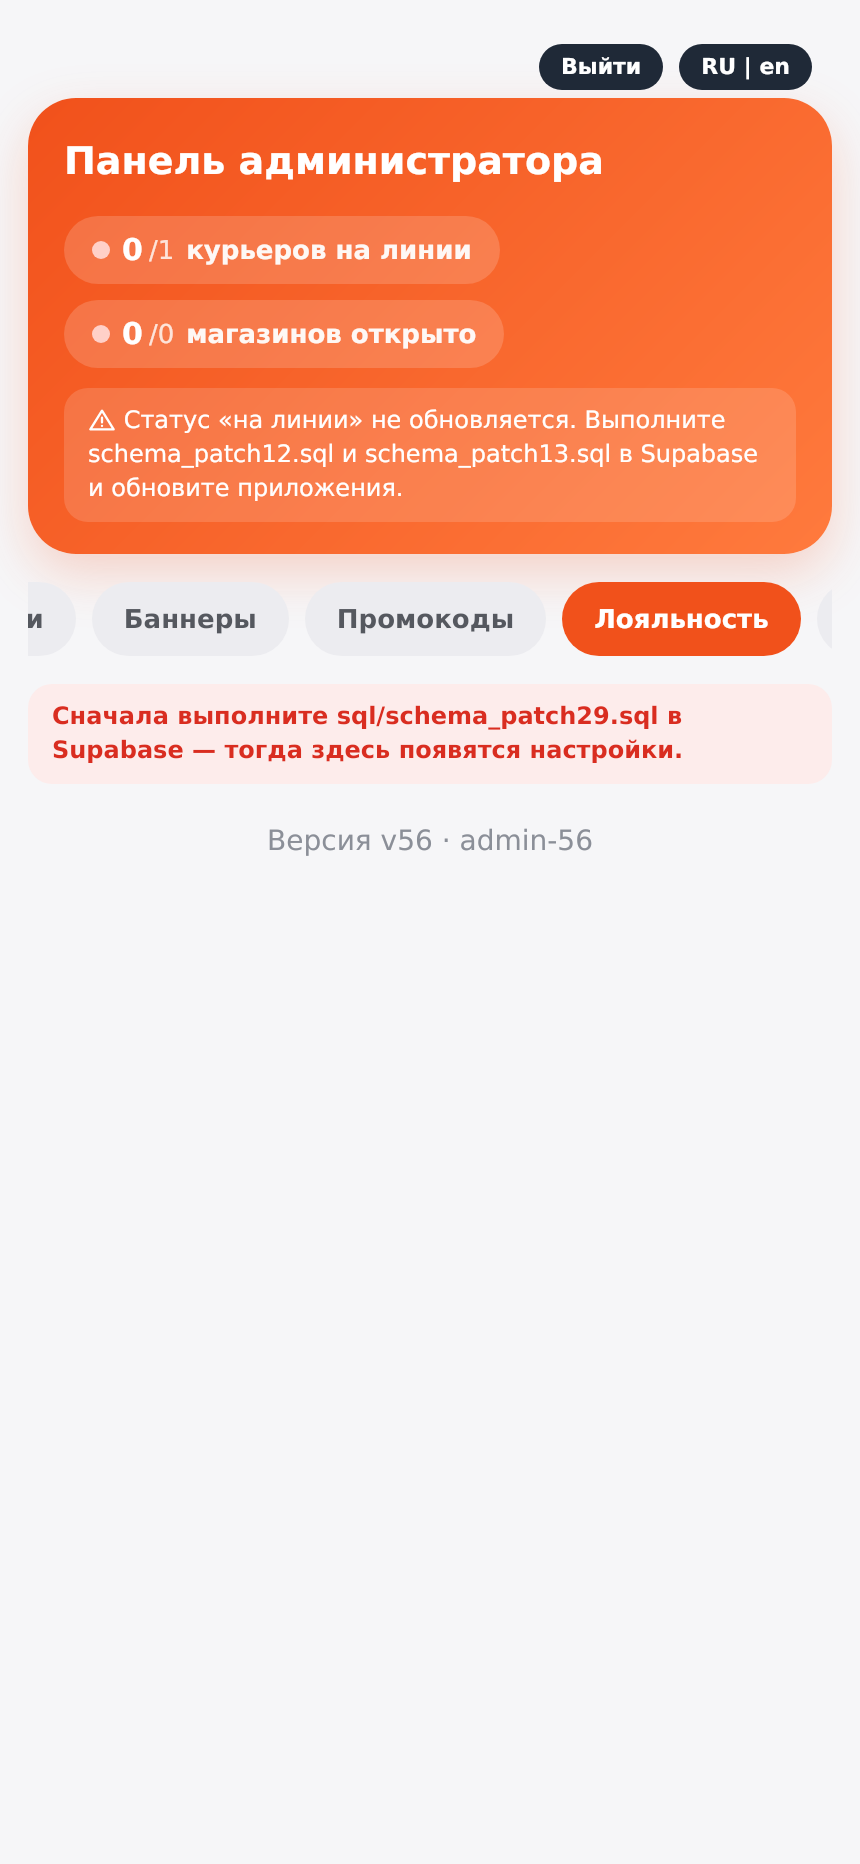 Выйти
RU | en
Панель администратора
0 /1 курьеров на линии
0 /0 магазинов открыто
⚠ Статус «на линии» не обновляется. Выполните
schema_patch12.sql и schema_patch13.sql в Supabase
и обновите приложения.
и
Баннеры
Промокоды
Лояльность
Сначала выполните sql/schema_patch29.sql в
Supabase — тогда здесь появятся настройки.
Версия v56 · admin-56